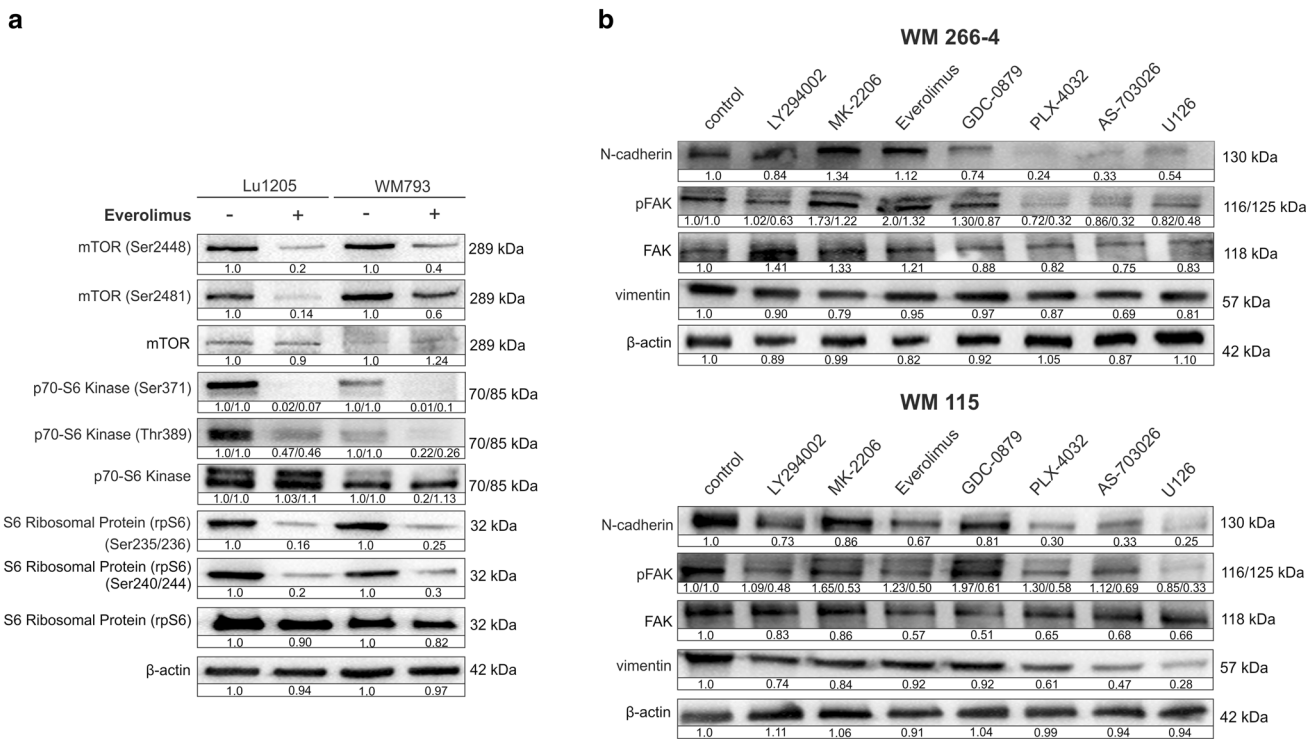 a
Lu1205 WM793
Everolimus - + - +
mTOR (Ser2448) 289 kDa
1.0 0.2 1.0 0.4
mTOR (Ser2481) 289 kDa
1.0 0.14 1.0 0.6
mTOR 289 kDa
1.0 0.9 1.0 1.24
p70-S6 Kinase (Ser371) 70/85 kDa
1.0/1.0 0.02/0.07 1.0/1.0 0.01/0.1
p70-S6 Kinase (Thr389) 70/85 kDa
1.0/1.0 0.47/0.46 1.0/1.0 0.22/0.26
p70-S6 Kinase 70/85 kDa
1.0/1.0 1.03/1.1 1.0/1.0 0.2/1.13
S6 Ribosomal Protein (rpS6) 32 kDa
(Ser235/236) 1.0 0.16 1.0 0.25
S6 Ribosomal Protein (rpS6) 32 kDa
(Ser240/244)
1.0 0.2 1.0 0.3
S6 Ribosomal Protein (rpS6) 32 kDa
1.0 0.90 1.0 0.82
β-actin 42 kDa
1.0 0.94 1.0 0.97
b
WM 266-4
control LY294002 MK-2206 Everolimus GDC-0879 PLX-4032 AS-703026 U126
N-cadherin 130 kDa
1.0 0.84 1.34 1.12 0.74 0.24 0.33 0.54
pFAK 116/125 kDa
1.0/1.0 1.02/0.63 1.73/1.22 2.0/1.32 1.30/0.87 0.72/0.32 0.86/0.32 0.82/0.48
FAK 118 kDa
1.0 1.41 1.33 1.21 0.88 0.82 0.75 0.83
vimentin 57 kDa
1.0 0.90 0.79 0.95 0.97 0.87 0.69 0.81
β-actin 42 kDa
1.0 0.89 0.99 0.82 0.92 1.05 0.87 1.10
WM 115
control LY294002 MK-2206 Everolimus GDC-0879 PLX-4032 AS-703026 U126
N-cadherin 130 kDa
1.0 0.73 0.86 0.67 0.81 0.30 0.33 0.25
pFAK 116/125 kDa
1.0/1.0 1.09/0.48 1.65/0.53 1.23/0.50 1.97/0.61 1.30/0.58 1.12/0.69 0.85/0.33
FAK 118 kDa
1.0 0.83 0.86 0.57 0.51 0.65 0.68 0.66
vimentin 57 kDa
1.0 0.74 0.84 0.92 0.92 0.61 0.47 0.28
β-actin 42 kDa
1.0 1.11 1.06 0.91 1.04 0.99 0.94 0.94